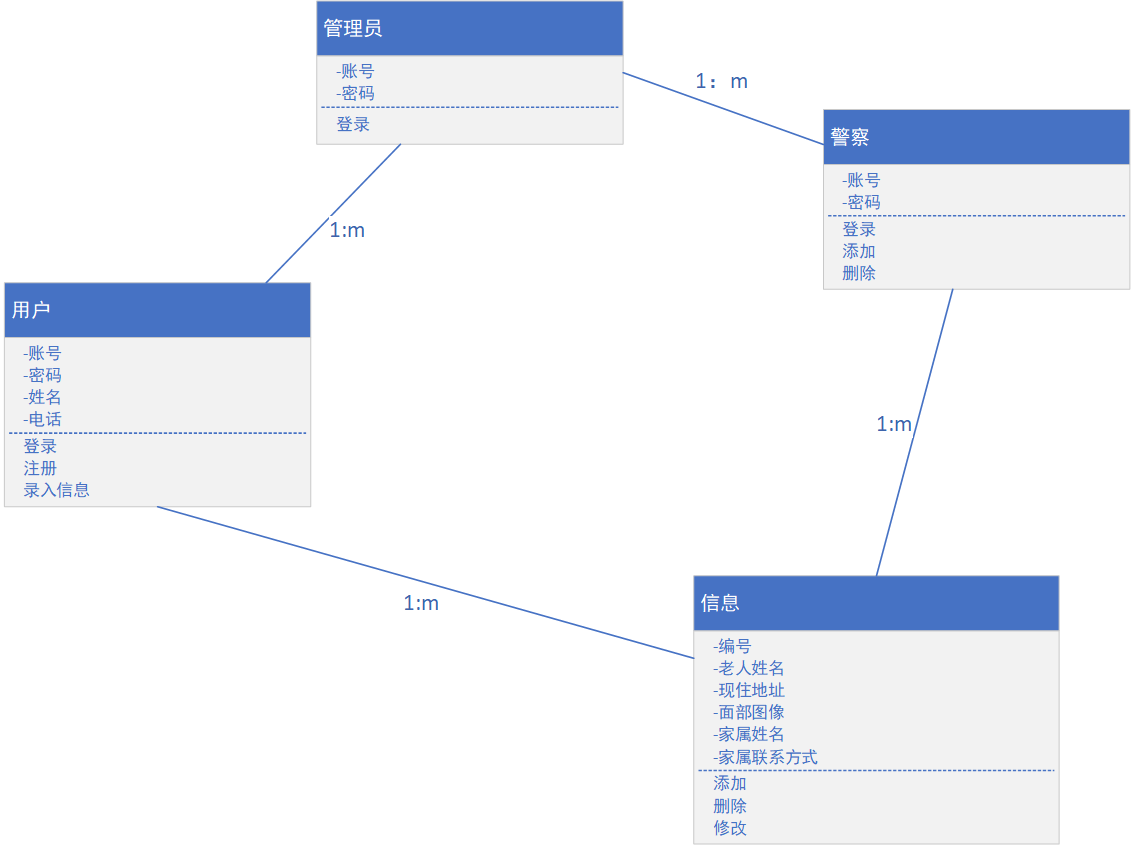 管理员
-账号
-密码
登录
1：m
警察
-账号
-密码
登录
添加
删除
1:m
用户
-账号
-密码
-姓名
-电话
登录
注册
录入信息
1:m
1:m
信息
-编号
-老人姓名
-现住地址
-面部图像
-家属姓名
-家属联系方式
添加
删除
修改